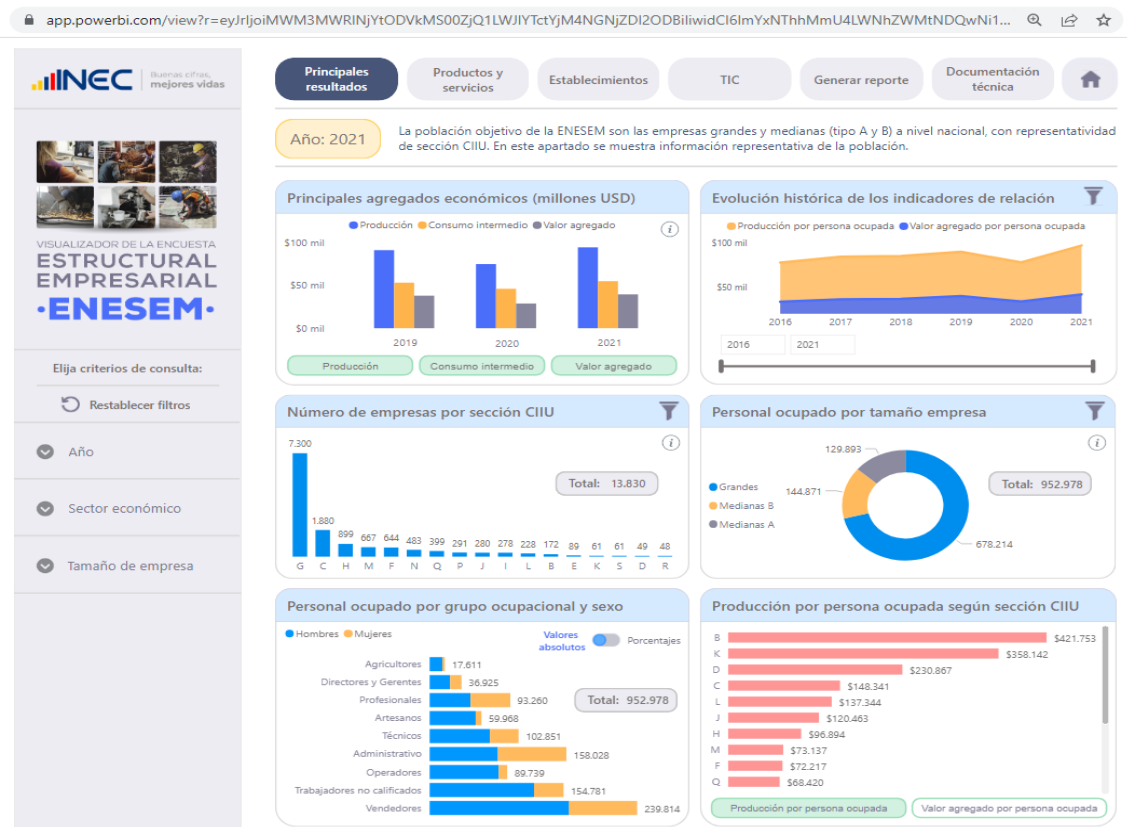 app.powerbi.com/view?r=eyJrIjoiMWM3MWRlNjYtODVkMS00ZjQ1LWJlYTctYjM4NGNjZDI2ODBiIiwidCI6ImYxNThhMmU4LWNhZWMtNDQwNi1...
INEC
Buenas cifras,
mejores vidas
VISUALIZADOR DE LA ENCUESTA
ESTRUCTURAL
EMPRESARIAL
·ENESEM·
Elija criterios de consulta:
Restablecer filtros
Año
Sector económico
Tamaño de empresa
Principales
resultados
Productos y
servicios
Establecimientos
TIC
Generar reporte
Documentación
técnica
Año: 2021
La población objetivo de la ENESEM son las empresas grandes y medianas (tipo A y B) a nivel nacional, con representatividad
de sección CIIU. En este apartado se muestra información representativa de la población.
Principales agregados económicos (millones USD)
Producción Consumo intermedio Valor agregado
i
$100 mil
$50 mil
$0 mil
2019 2020 2021
Producción Consumo intermedio Valor agregado
Evolución histórica de los indicadores de relación
Producción por persona ocupada Valor agregado por persona ocupada
$100 mil
$50 mil
2016 2017 2018 2019 2020 2021
2016 2021
Número de empresas por sección CIIU
i
Total: 13.830
7.300 1.880 899 667 644 483 399 291 280 278 228 172 89 61 61 49 48
G C H M F N Q P J I L B E K S D R
Personal ocupado por tamaño empresa
i
Grandes
Medianas B
Medianas A
129.893
144.871
678.214
Total: 952.978
Personal ocupado por grupo ocupacional y sexo
Hombres Mujeres
Valores
absolutos
Porcentajes
Total: 952.978
Agricultores 17.611
Directores y Gerentes 36.925
Profesionales 93.260
Artesanos 59.968
Técnicos 102.851
Administrativo 158.028
Operadores 89.739
Trabajadores no calificados 154.781
Vendedores 239.814
Producción por persona ocupada según sección CIIU
B $421.753
K $358.142
D $230.867
C $148.341
L $137.344
J $120.463
H $96.894
M $73.137
F $72.217
Q $68.420
Producción por persona ocupada Valor agregado por persona ocupada